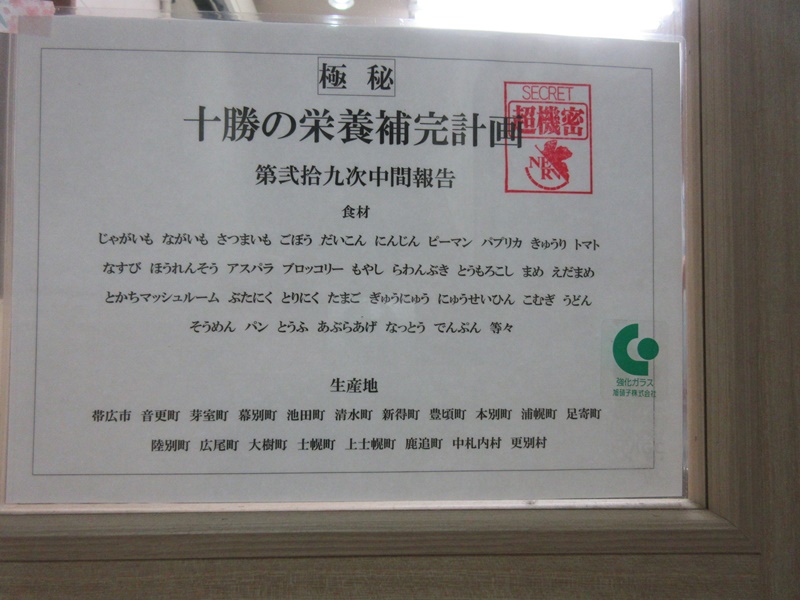 極秘
十勝の栄養補完計画
SECRET
超機密
NERV
第弐拾九次中間報告
食材
じゃがいも ながいも さつまいも ごぼう だいこん にんじん ピーマン パプリカ きゅうり トマト
なすび ほうれんそう アスパラ ブロッコリー もやし らわんぶき とうもろこし まめ えだまめ
とかちマッシュルーム ぶたにく とりにく たまご ぎゅうにゅう にゅうせいひん こむぎ うどん
そうめん パン とうふ あぶらあげ なっとう でんぷん 等々
生産地
帯広市 音更町 芽室町 幕別町 池田町 清水町 新得町 豊頃町 本別町 浦幌町 足寄町
陸別町 広尾町 大樹町 士幌町 上士幌町 鹿追町 中札内村 更別村
強化ガラス